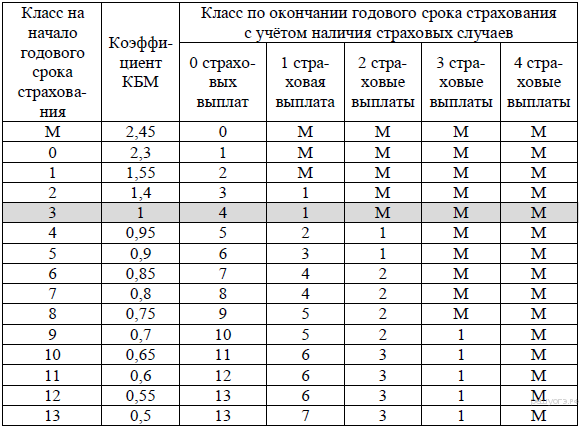 Класс на начало годового срока страхова-ния Коэффи-циент КБМ Класс по окончании годового срока страхования с учётом наличия страховых случаев
0 страхо-вых выплат 1 стра-ховая выплата 2 стра-ховые выплаты 3 стра-ховые выплаты 4 стра-ховые выплаты
М 2,45 0 М М М М
0 2,3 1 М М М М
1 1,55 2 М М М М
2 1,4 3 1 М М М
3 1 4 1 М М М
4 0,95 5 2 1 М М
5 0,9 6 3 1 М М
6 0,85 7 4 2 М М
7 0,8 8 4 2 М М
8 0,75 9 5 2 М М
9 0,7 10 5 2 1 М
10 0,65 11 6 3 1 М
11 0,6 12 6 3 1 М
12 0,55 13 6 3 1 М
13 0,5 13 7 3 1 М